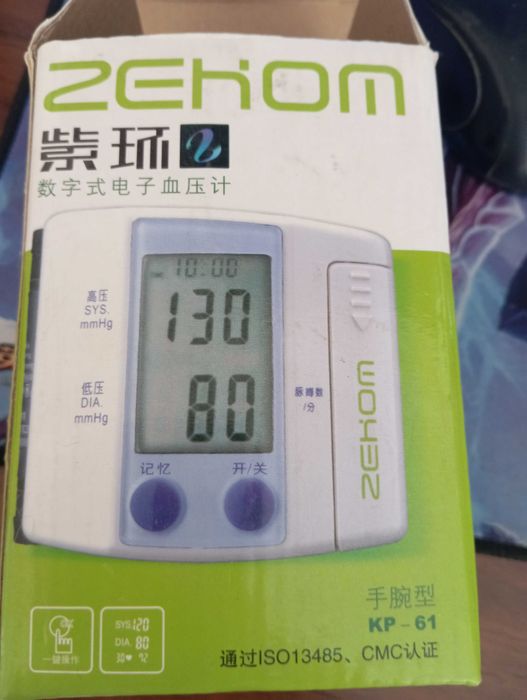 ZEKOM
紫环
数字式电子血压计
10:00
高压
SYS.
mmHg
130
低压
DIA.
mmHg
80
脉搏数
/分
记忆
开/关
ZEKOM
手腕型
KP-61
通过ISO13485、CMC认证
一键操作
SYS.120
DIA. 80